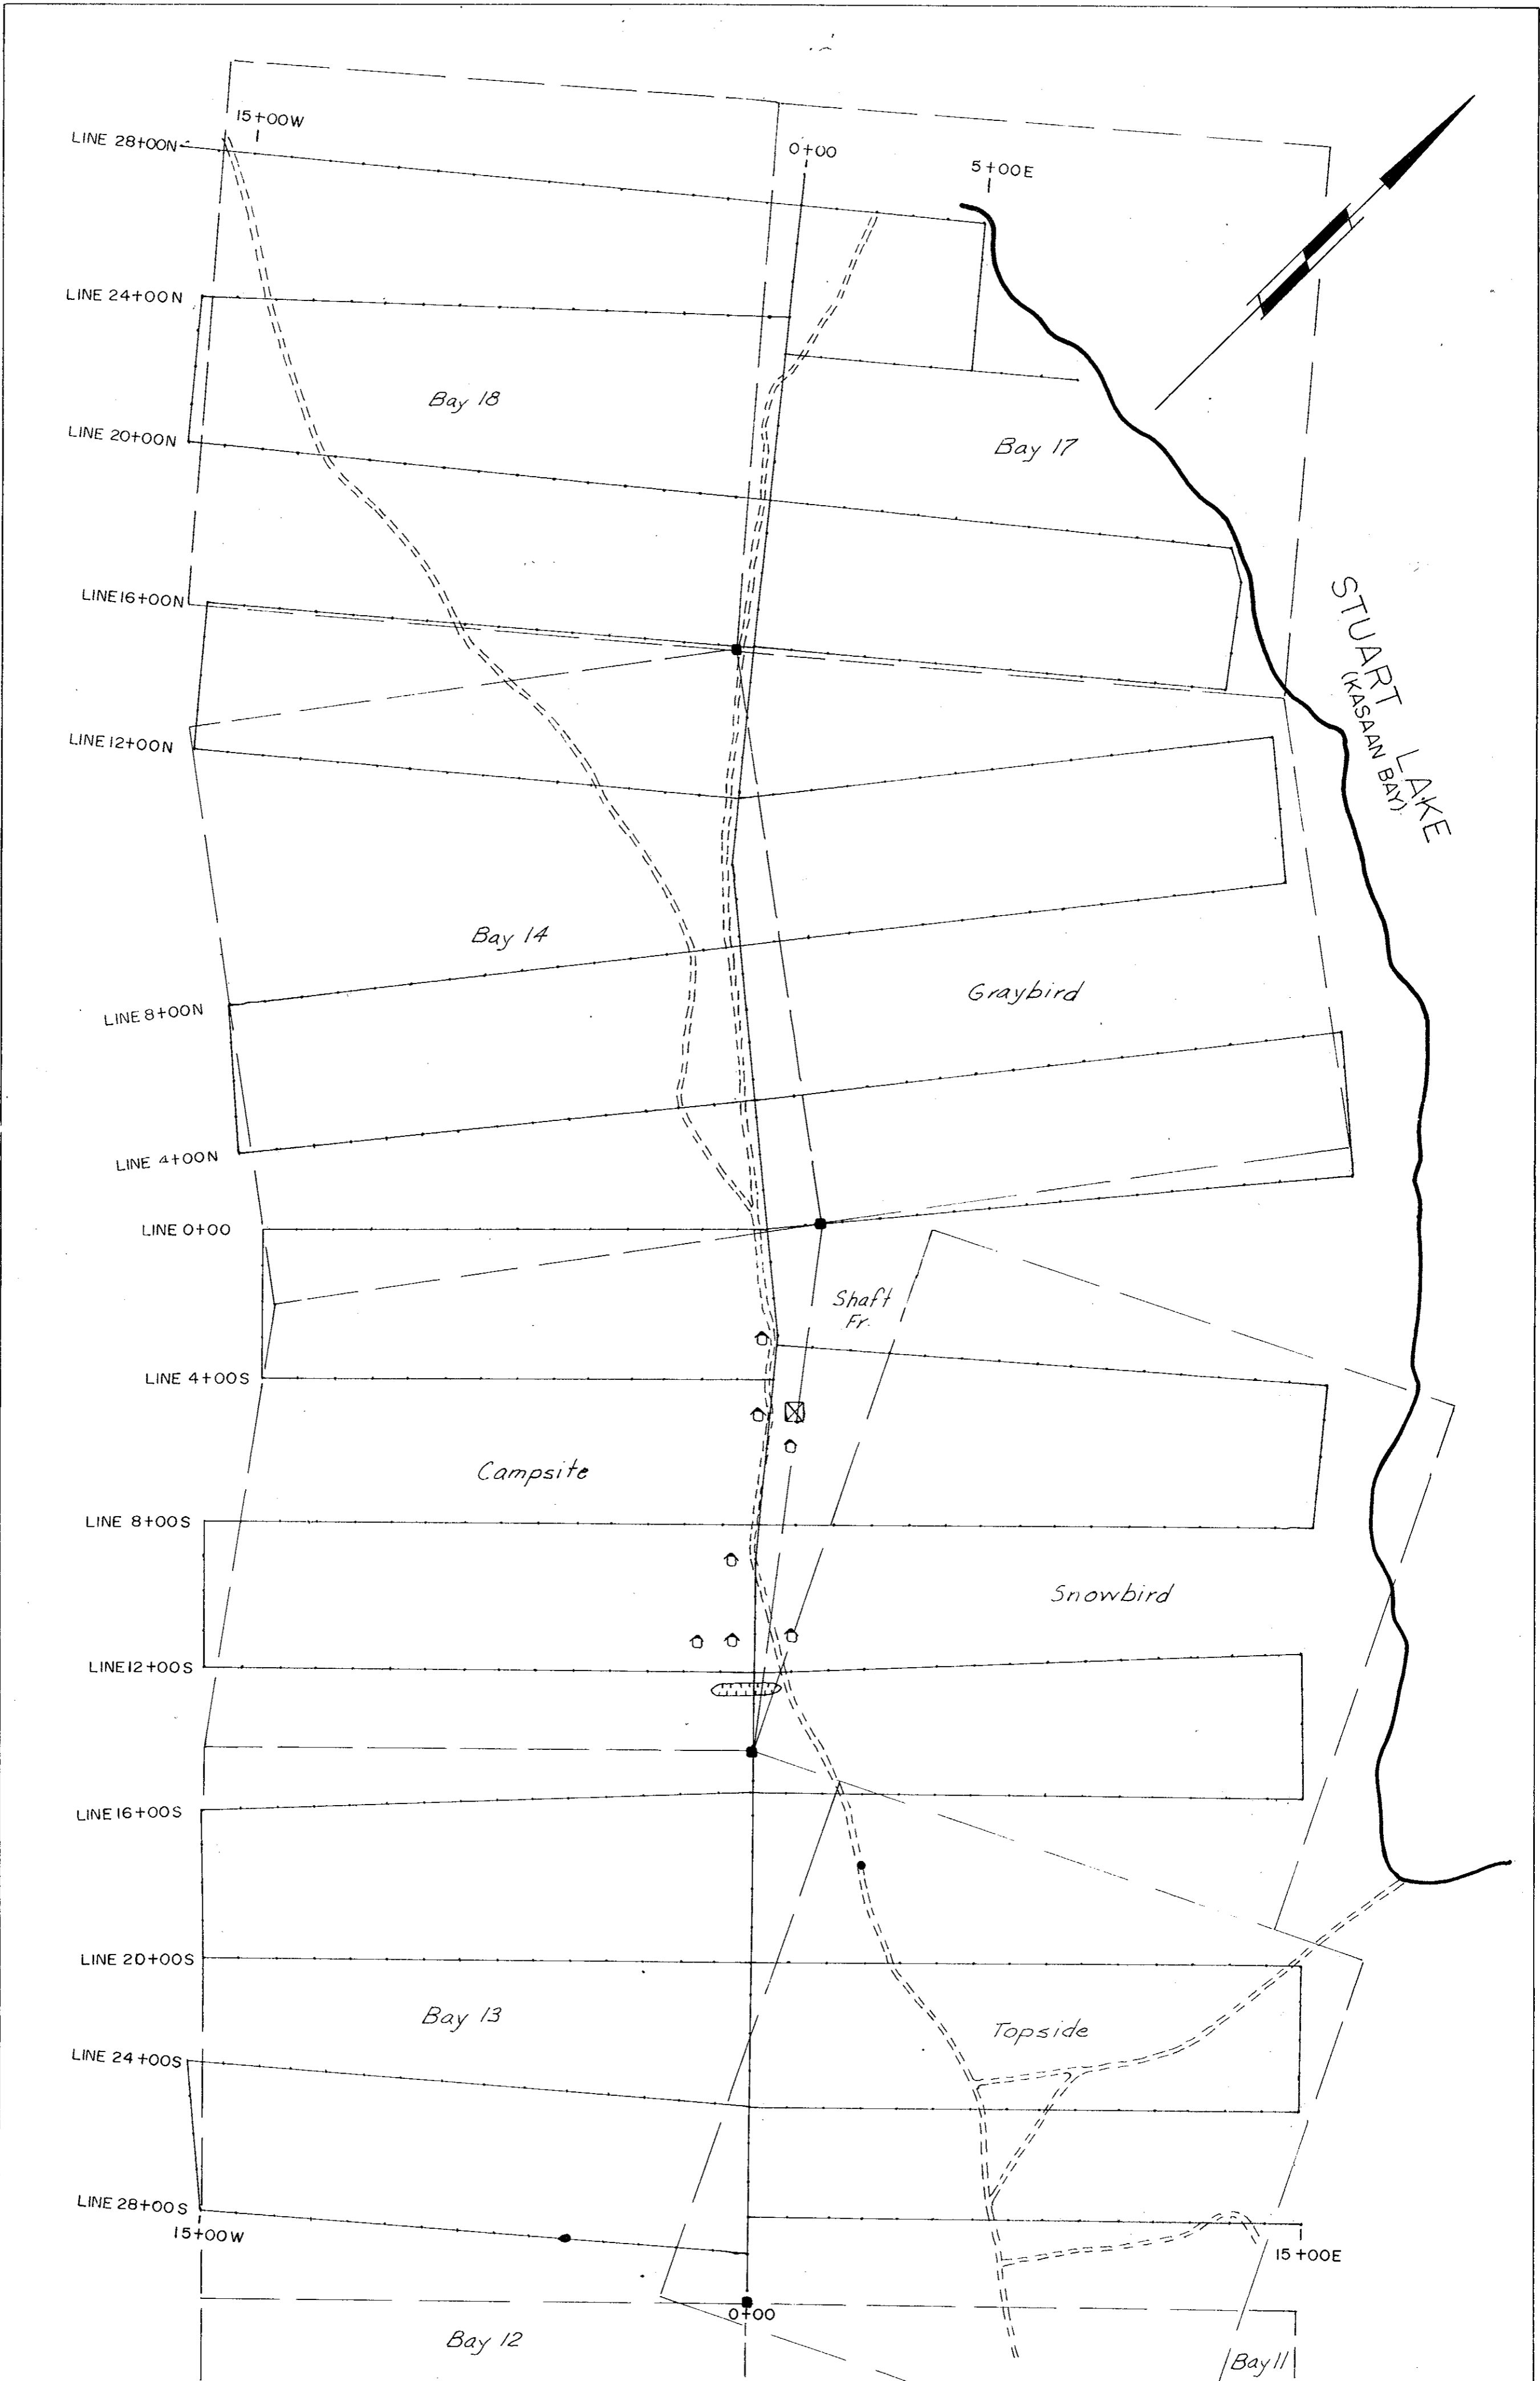 15+00W
LINE 28+00N
0+00
5+00E
LINE 24+00N
Bay 18
LINE 20+00N
Bay 17
LINE 16+00N
STUART LAKE
(KASAAN BAY)
LINE 12+00N
Bay 14
Graybird
LINE 8+00N
LINE 4+00N
LINE 0+00
Shaft
Fr.
LINE 4+00S
Campsite
LINE 8+00S
Snowbird
LINE 12+00S
LINE 16+00S
LINE 20+00S
Bay 13
Topside
LINE 24+00S
LINE 28+00S
15+00W
15+00E
0+00
Bay 12
Bay 11